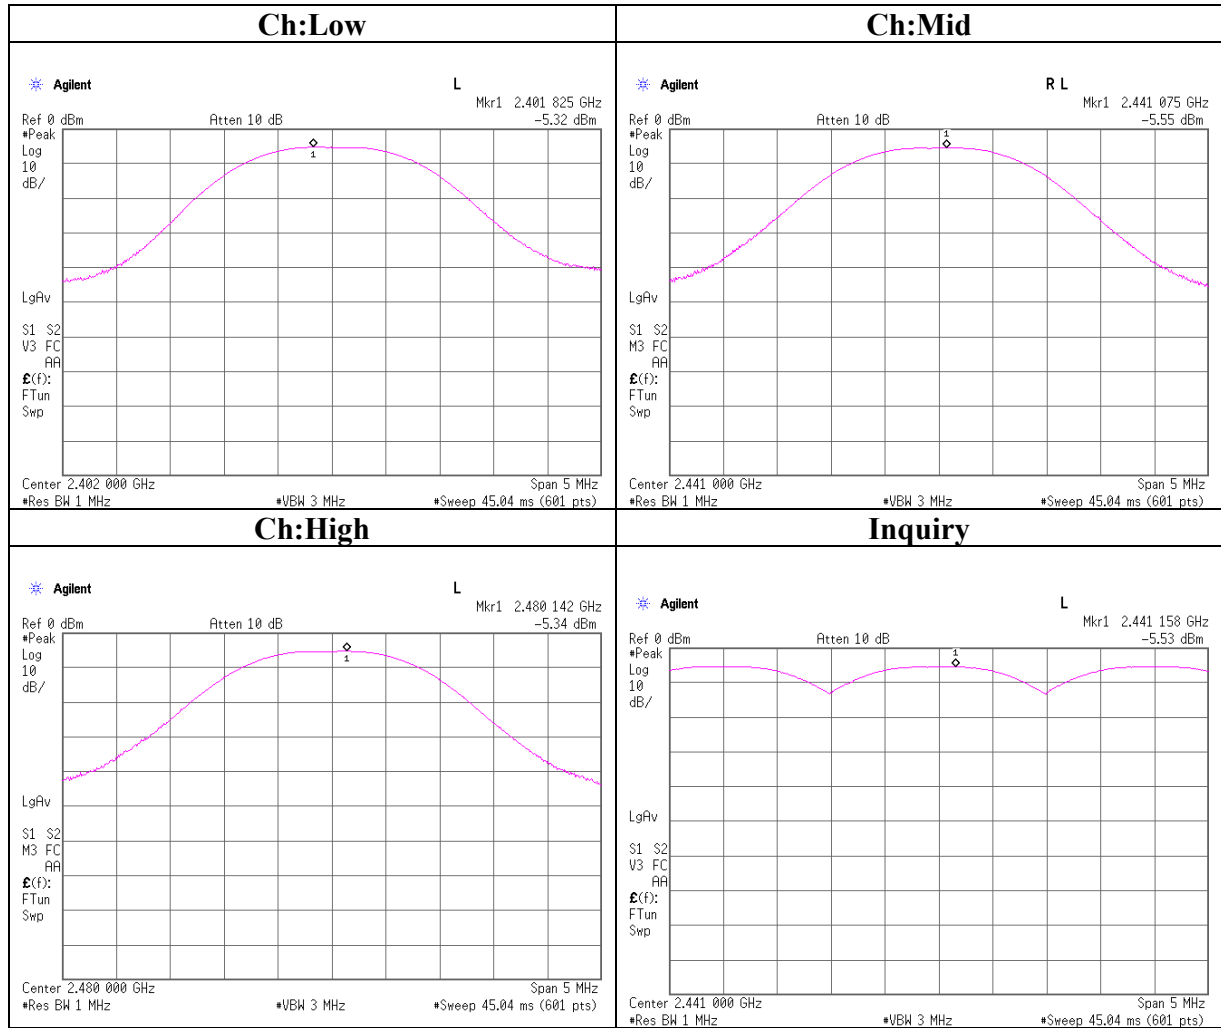 Ch:Low
Agilent
L
Mkr1 2.401 825 GHz
Ref 0 dBm
Atten 10 dB
-5.32 dBm
#Peak
Log
10
dB/
1
LgAv
S1 S2
V3 FC
AA
£(f):
FTun
Swp
Center 2.402 000 GHz
Span 5 MHz
#Res BW 1 MHz
#VBW 3 MHz
#Sweep 45.04 ms (601 pts)
Ch:Mid
Agilent
R L
Mkr1 2.441 075 GHz
Ref 0 dBm
Atten 10 dB
-5.55 dBm
#Peak
Log
10
dB/
1
LgAv
S1 S2
M3 FC
AA
£(f):
FTun
Swp
Center 2.441 000 GHz
Span 5 MHz
#Res BW 1 MHz
#VBW 3 MHz
#Sweep 45.04 ms (601 pts)
Ch:High
Agilent
L
Mkr1 2.480 142 GHz
Ref 0 dBm
Atten 10 dB
-5.34 dBm
#Peak
Log
10
dB/
1
LgAv
S1 S2
M3 FC
AA
£(f):
FTun
Swp
Center 2.480 000 GHz
Span 5 MHz
#Res BW 1 MHz
#VBW 3 MHz
#Sweep 45.04 ms (601 pts)
Inquiry
Agilent
L
Mkr1 2.441 158 GHz
Ref 0 dBm
Atten 10 dB
-5.53 dBm
#Peak
Log
10
dB/
1
LgAv
S1 S2
V3 FC
AA
£(f):
FTun
Swp
Center 2.441 000 GHz
Span 5 MHz
#Res BW 1 MHz
#VBW 3 MHz
#Sweep 45.04 ms (601 pts)